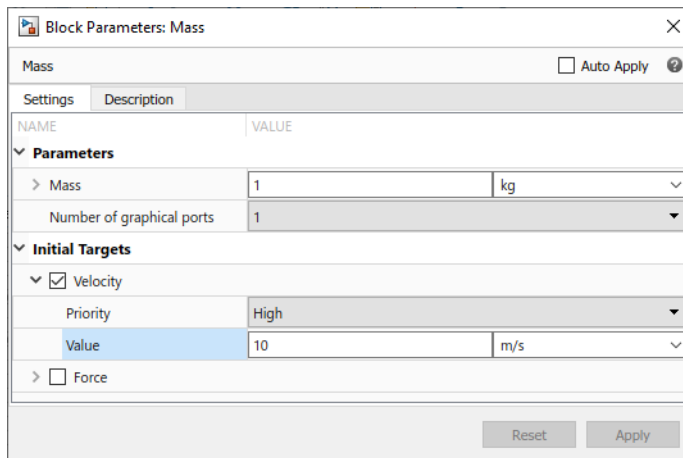 Block Parameters: Mass
Mass Auto Apply
Settings Description
NAME VALUE
Parameters
Mass 1 kg
Number of graphical ports 1
Initial Targets
Velocity
Priority High
Value 10 m/s
Force
Reset Apply